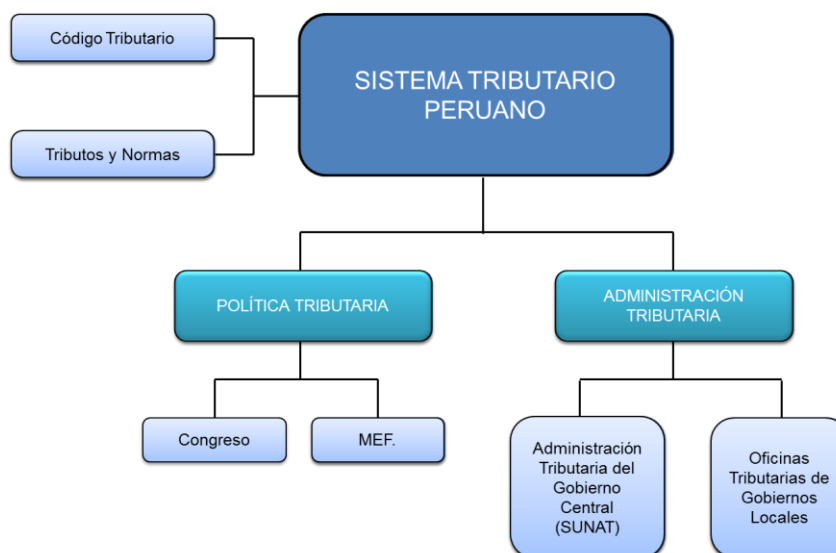 Código Tributario
SISTEMA TRIBUTARIO
PERUANO
Tributos y Normas
POLÍTICA TRIBUTARIA
ADMINISTRACIÓN
TRIBUTARIA
Congreso
MEF.
Administración
Tributaria del
Gobierno
Central
(SUNAT)
Oficinas
Tributarias de
Gobiernos
Locales